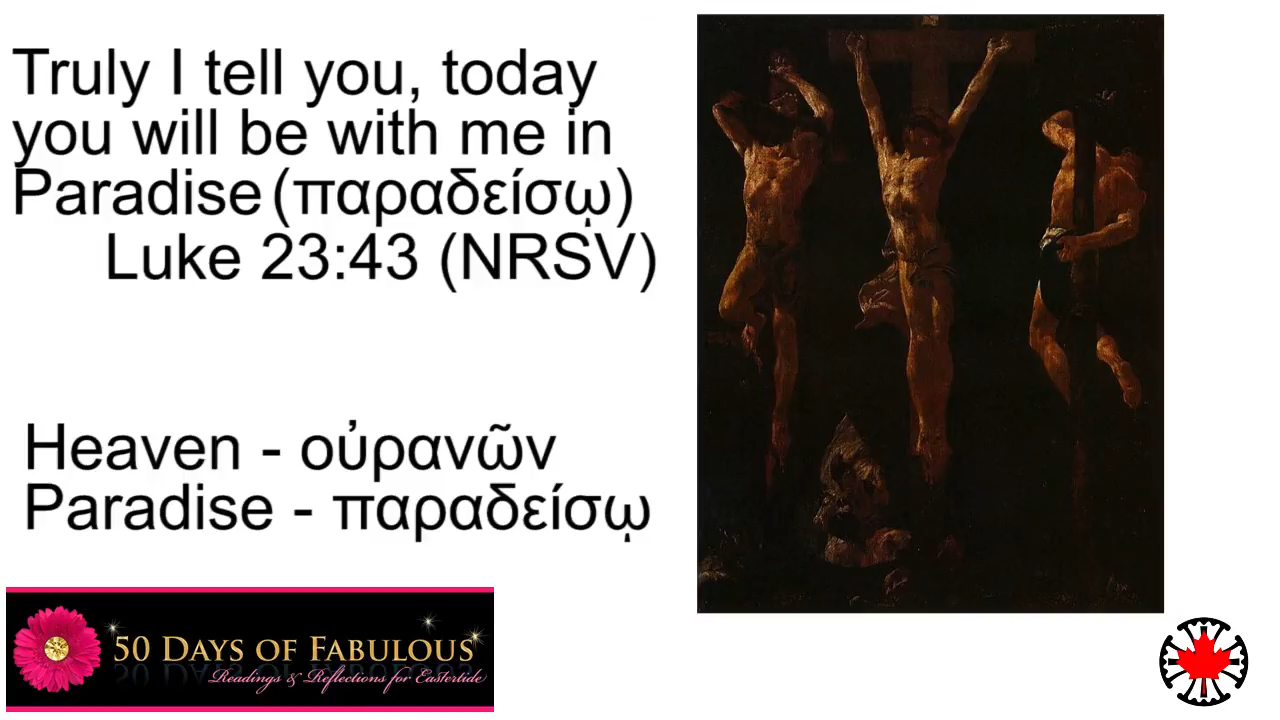 Truly I tell you, today
you will be with me in
Paradise (παραδείσῳ)
Luke 23:43 (NRSV)
Heaven - οὐρανῶν
Paradise - παραδείσῳ
50 Days of Fabulous
Readings & Reflections for Eastertide